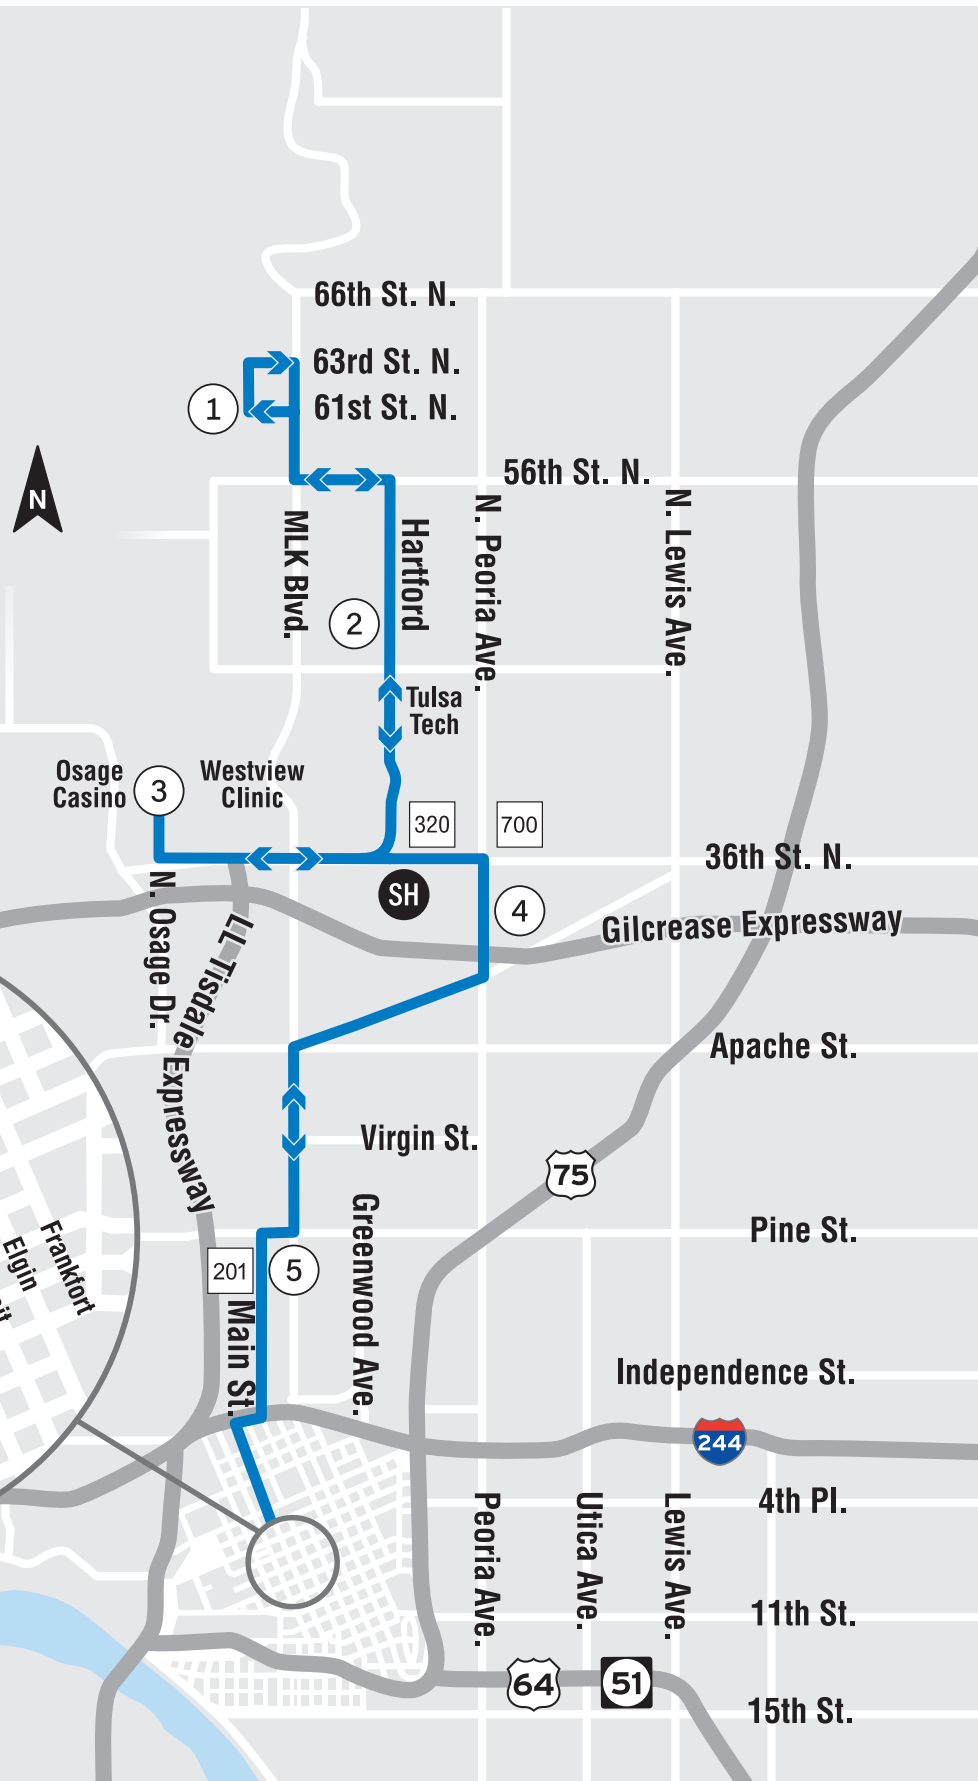 66th St. N.
63rd St. N.
1
61st St. N.
56th St. N.
N
MLK Blvd.
Hartford
N. Peoria Ave.
N. Lewis Ave.
2
Tulsa
Tech
Osage
Casino
3
Westview
Clinic
320
700
36th St. N.
SH
4
N. Osage Dr.
LL Tisdale Expressway
Gilcrease Expressway
Apache St.
Virgin St.
75
Greenwood Ave.
Pine St.
Frankfort
Elgin
201
5
Main St.
Independence St.
244
4th Pl.
Peoria Ave.
Utica Ave.
Lewis Ave.
11th St.
64
51
15th St.